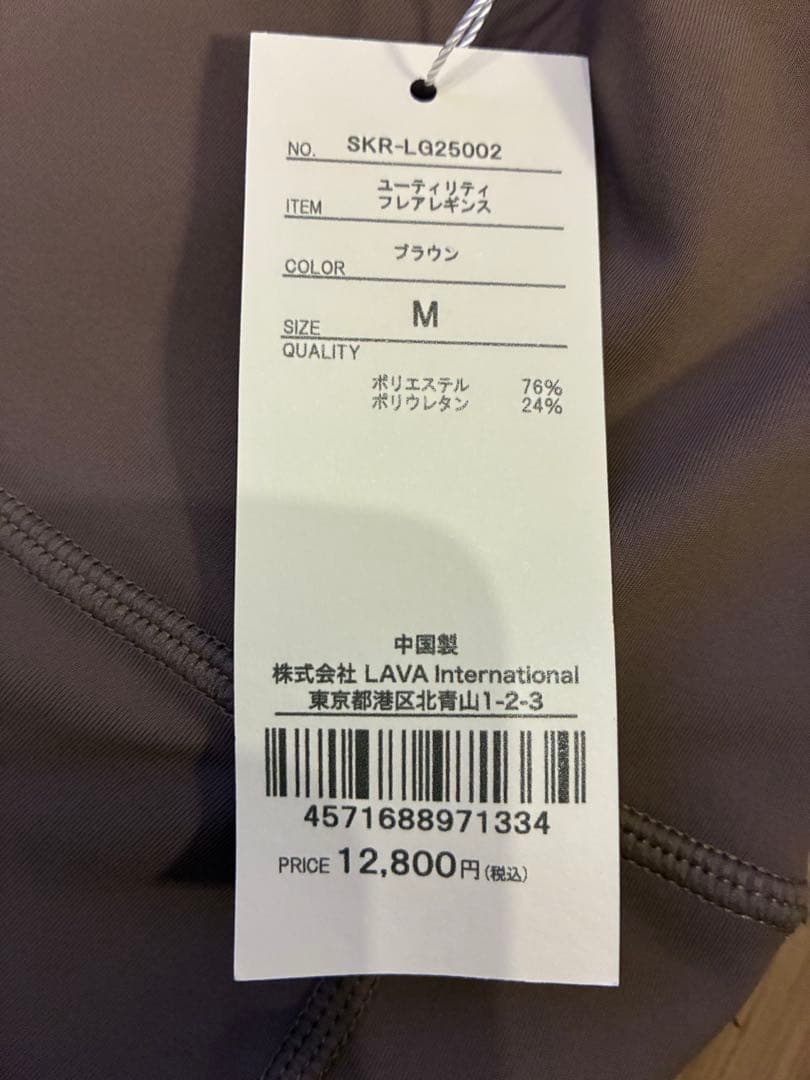 NO. SKR-LG25002
ITEM ユーティリティ
フレアレギンス
COLOR ブラウン
SIZE M
QUALITY
ポリエステル 76%
ポリウレタン 24%
中国製
株式会社 LAVA International
東京都港区北青山1-2-3
4571688971334
PRICE 12,800円(税込)